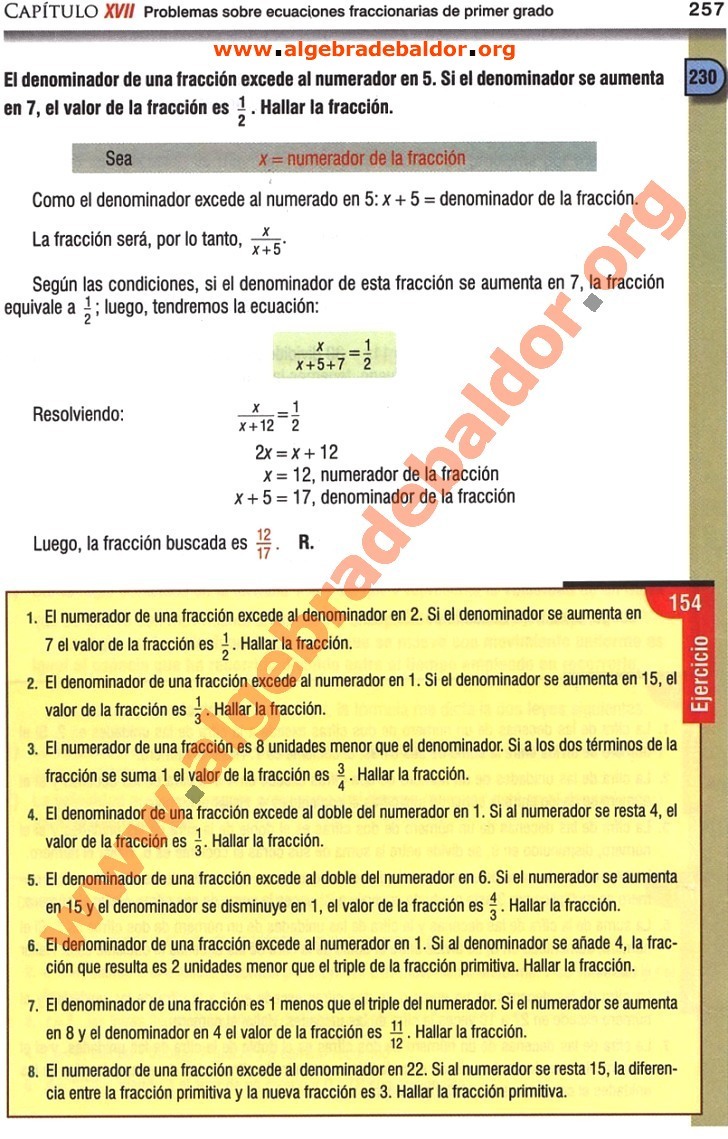 CAPÍTULO XVII Problemas sobre ecuaciones fraccionarias de primer grado 257
www.algebradebaldor.org
El denominador de una fracción excede al numerador en 5. Si el denominador se aumenta 230
en 7, el valor de la fracción es 1/2. Hallar la fracción.
Sea x = numerador de la fracción
Como el denominador excede al numerado en 5: x + 5 = denominador de la fracción.
La fracción será, por lo tanto, x/(x+5).
Según las condiciones, si el denominador de esta fracción se aumenta en 7, la fracción
equivale a 1/2; luego, tendremos la ecuación:
x/(x+5+7) = 1/2
Resolviendo: x/(x+12) = 1/2
2x = x + 12
x = 12, numerador de la fracción
x + 5 = 17, denominador de la fracción
Luego, la fracción buscada es 12/17. R.
154
Ejercicio
1. El numerador de una fracción excede al denominador en 2. Si el denominador se aumenta en
7 el valor de la fracción es 1/2. Hallar la fracción.
2. El denominador de una fracción excede al numerador en 1. Si el denominador se aumenta en 15, el
valor de la fracción es 1/3. Hallar la fracción.
3. El numerador de una fracción es 8 unidades menor que el denominador. Si a los dos términos de la
fracción se suma 1 el valor de la fracción es 3/4. Hallar la fracción.
4. El denominador de una fracción excede al doble del numerador en 1. Si al numerador se resta 4, el
valor de la fracción es 1/3. Hallar la fracción.
5. El denominador de una fracción excede al doble del numerador en 6. Si el numerador se aumenta
en 15 y el denominador se disminuye en 1, el valor de la fracción es 4/3. Hallar la fracción.
6. El denominador de una fracción excede al numerador en 1. Si al denominador se añade 4, la frac-
ción que resulta es 2 unidades menor que el triple de la fracción primitiva. Hallar la fracción.
7. El denominador de una fracción es 1 menos que el triple del numerador. Si el numerador se aumenta
en 8 y el denominador en 4 el valor de la fracción es 11/12. Hallar la fracción.
8. El numerador de una fracción excede al denominador en 22. Si al numerador se resta 15, la diferen-
cia entre la fracción primitiva y la nueva fracción es 3. Hallar la fracción primitiva.
www.algebradebaldor.org